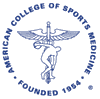 AMERICAN COLLEGE OF SPORTS MEDICINE
• FOUNDED 1954 •
®